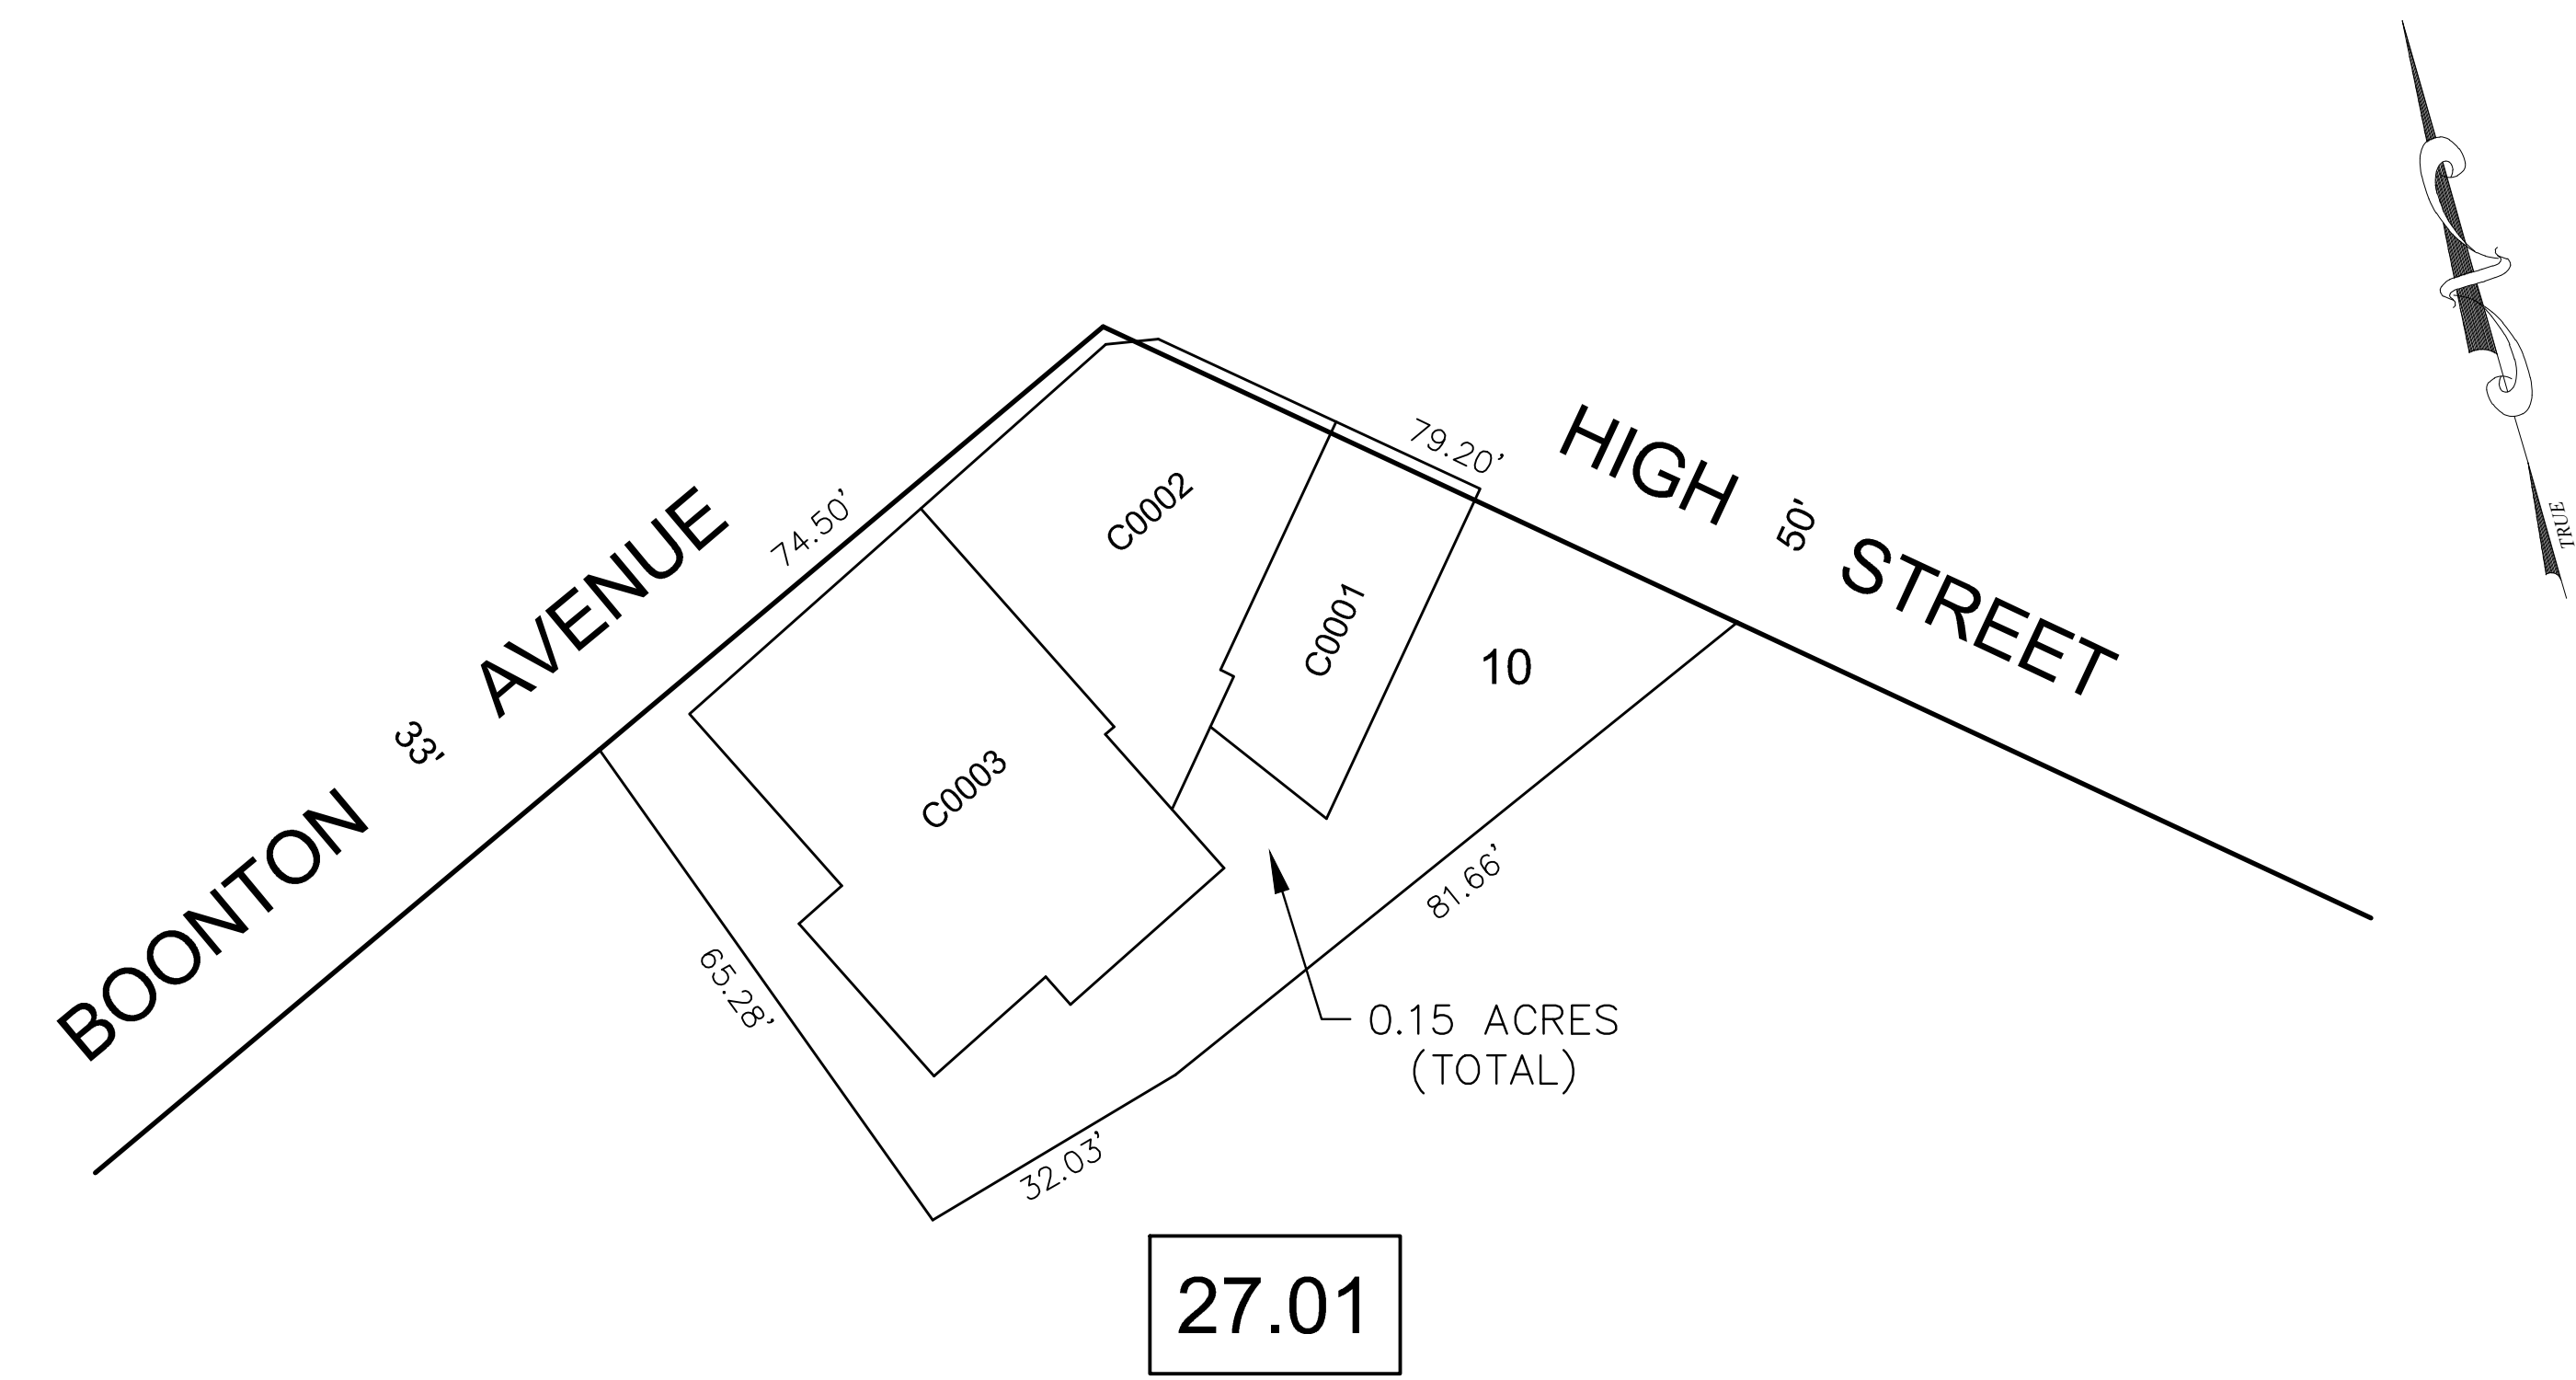 BOONTON 33' AVENUE
74.50'
HIGH 50' STREET
79.20'
TRUE
C0002
C0001
10
C0003
65.28'
81.66'
0.15 ACRES
(TOTAL)
32.03'
27.01